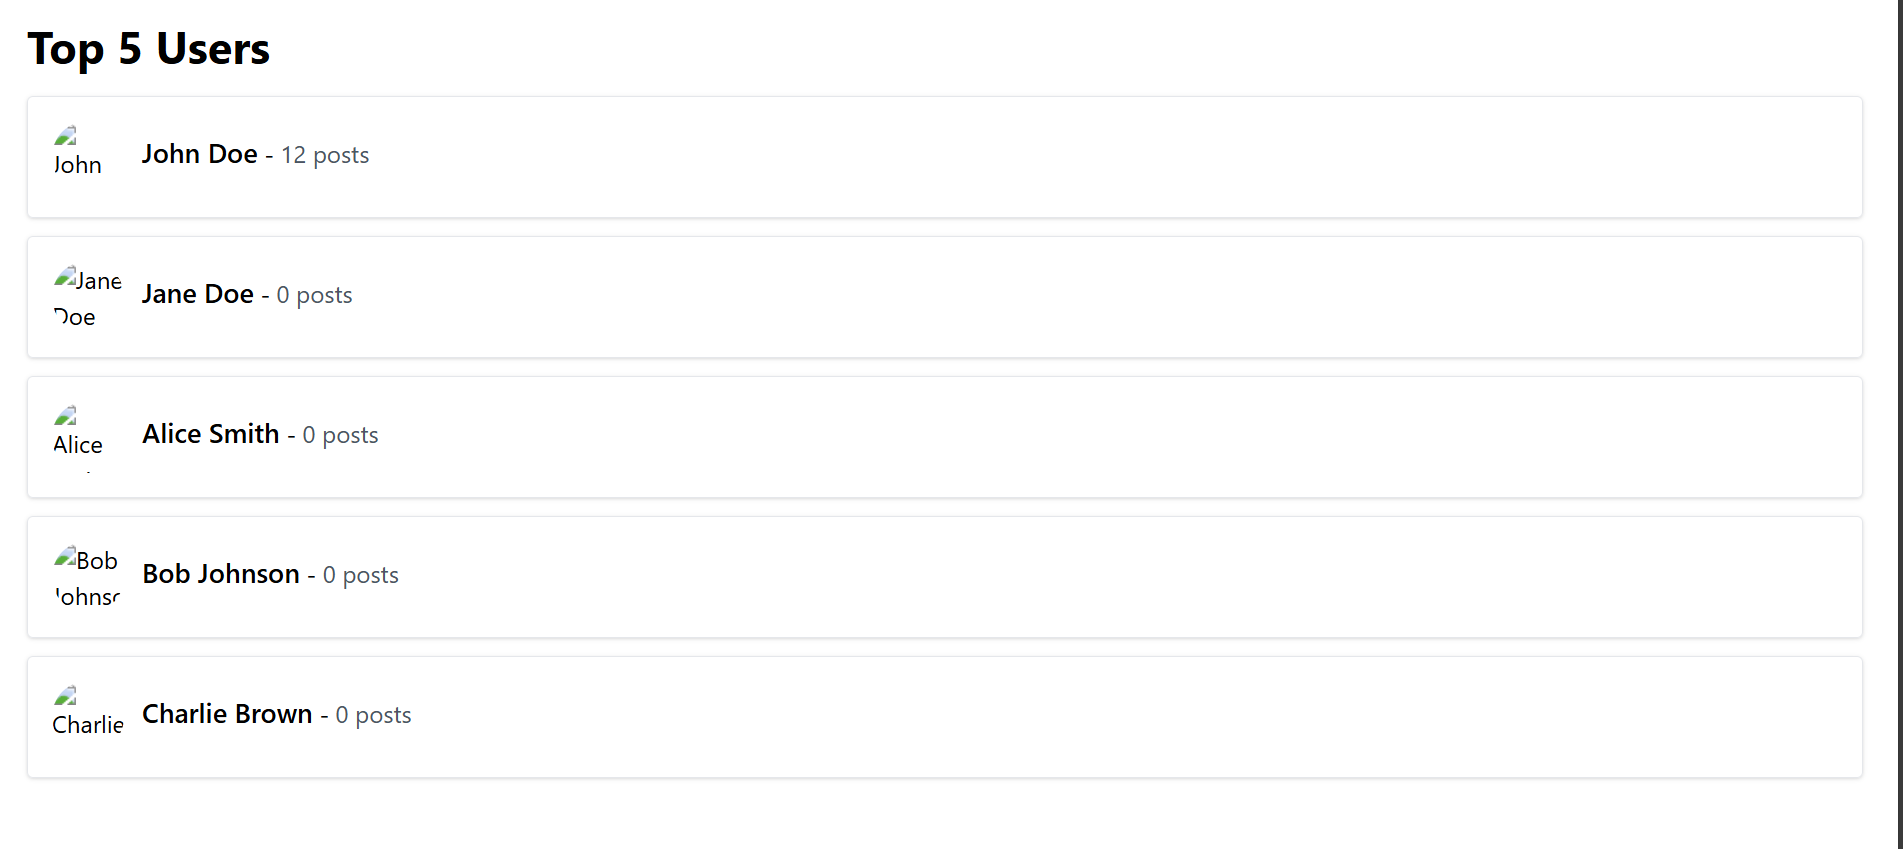 Top 5 Users
John
John Doe - 12 posts
Jane
Doe
Jane Doe - 0 posts
Alice
Alice Smith - 0 posts
Bob
Johnson
Bob Johnson - 0 posts
Charlie
Charlie Brown - 0 posts